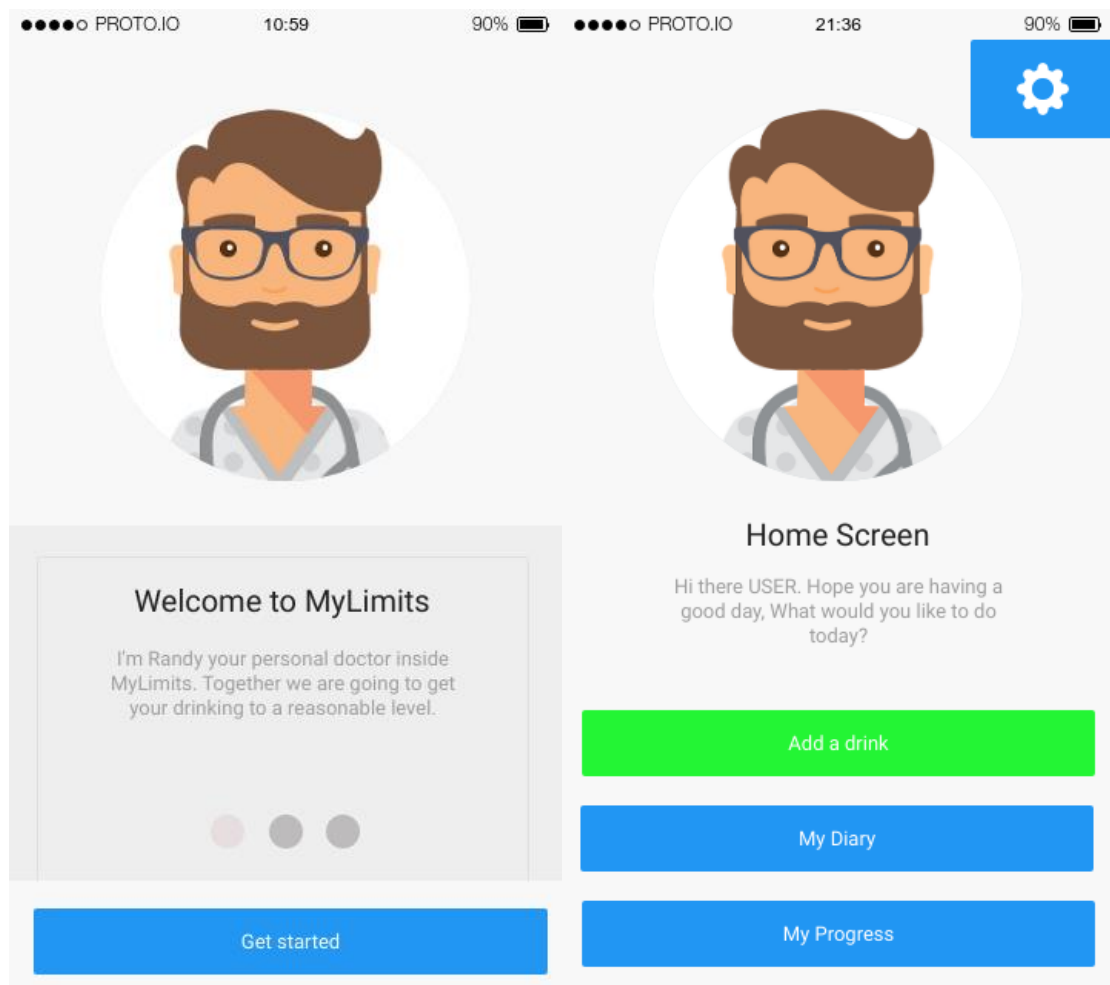 PROTO.IO 10:59 90%
Welcome to MyLimits
I'm Randy your personal doctor inside
MyLimits. Together we are going to get
your drinking to a reasonable level.
Get started
PROTO.IO 21:36 90%
Home Screen
Hi there USER. Hope you are having a
good day, What would you like to do
today?
Add a drink
My Diary
My Progress